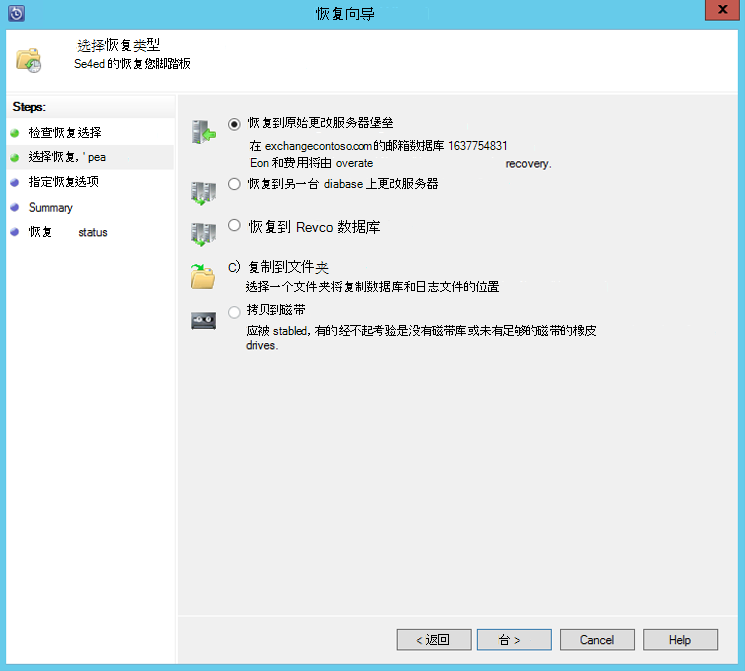 恢复向导
x
选择恢复类型
Se4ed 的恢复您脚踏板
Steps:
检查恢复选择
选择恢复, ' pea
指定恢复选项
Summary
恢复 status
恢复到原始更改服务器堡垒
在 exchangecontoso.com 的邮箱数据库 1637754831
Eon 和费用将由 overate recovery.
恢复到另一台 diabase 上更改服务器
恢复到 Revco 数据库
C) 复制到文件夹
选择一个文件夹将复制数据库和日志文件的位置
拷贝到磁带
应被 stabled, 有的经不起考验是没有磁带库或未有足够的磁带的橡皮
drives.
< 返回 台 > Cancel Help